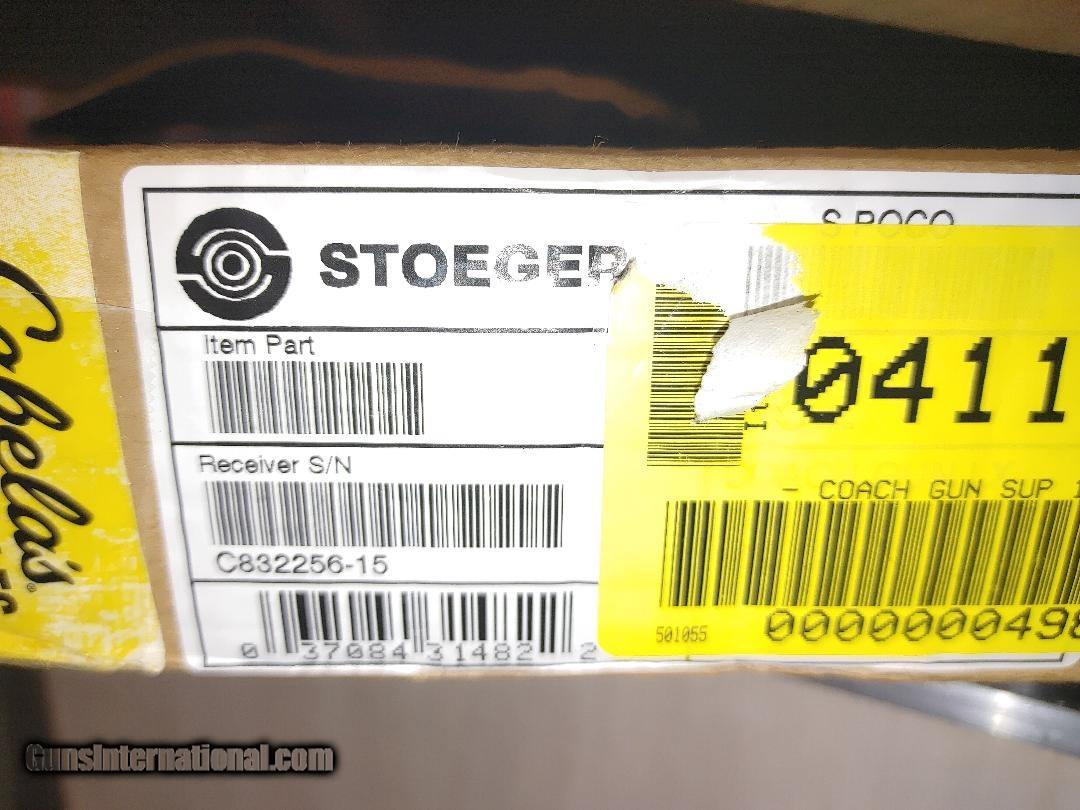 Cabela's®
STOEGER
Item Part
Receiver S/N
C832256-15
0 37084 31482 2
0411
- COACH GUN SUP
501055
000000049
GunsInternational.com